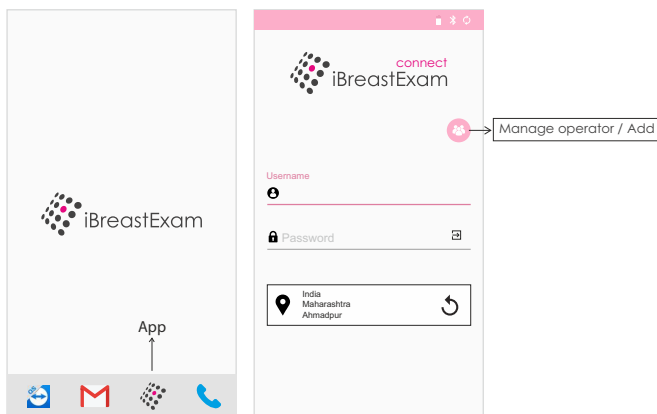 iBreastExam
App
connect
iBreastExam
Manage operator / Add
Username
Password
India
Maharashtra
Ahmadpur